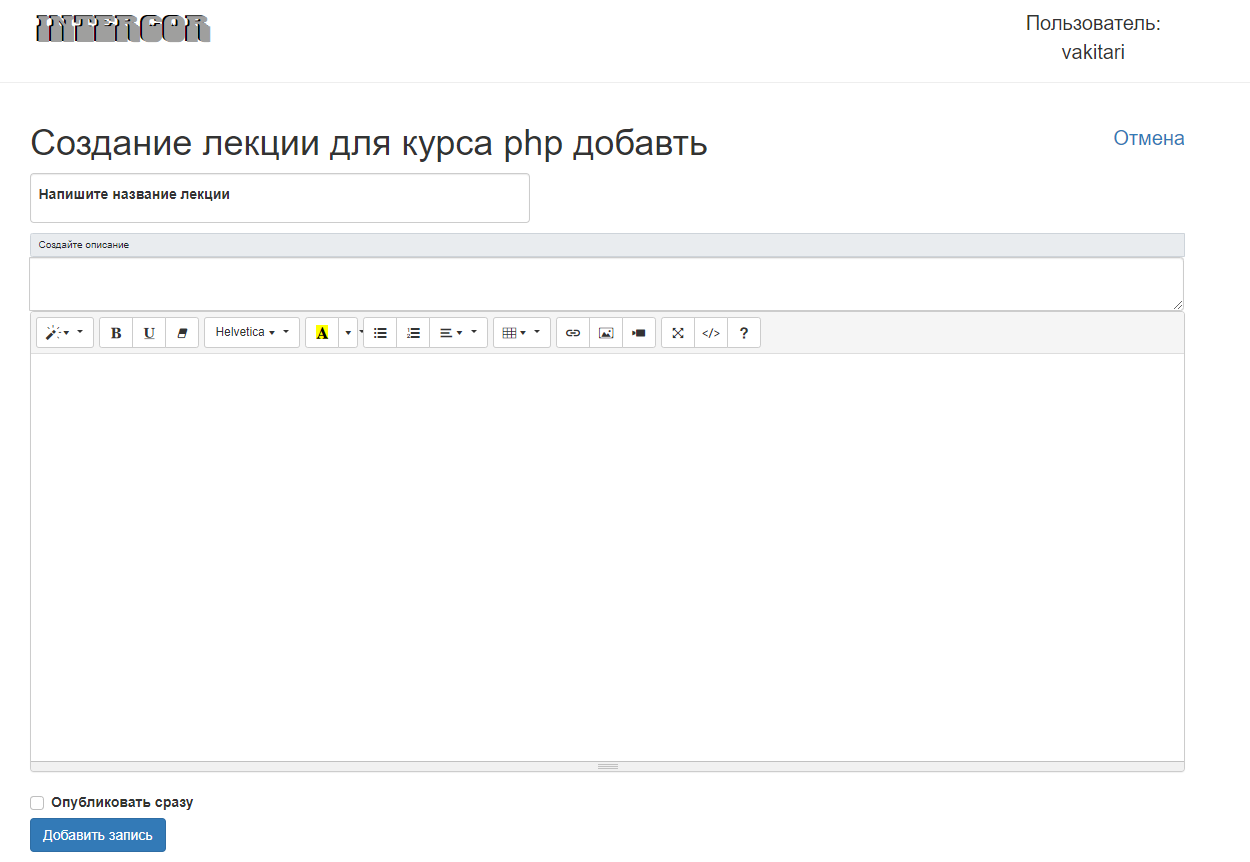 INTERCOR
Пользователь:
vakitari
Создание лекции для курса php добавть
Отмена
Напишите название лекции
Создайте описание
B U Helvetica A </> ?
Опубликовать сразу
Добавить запись